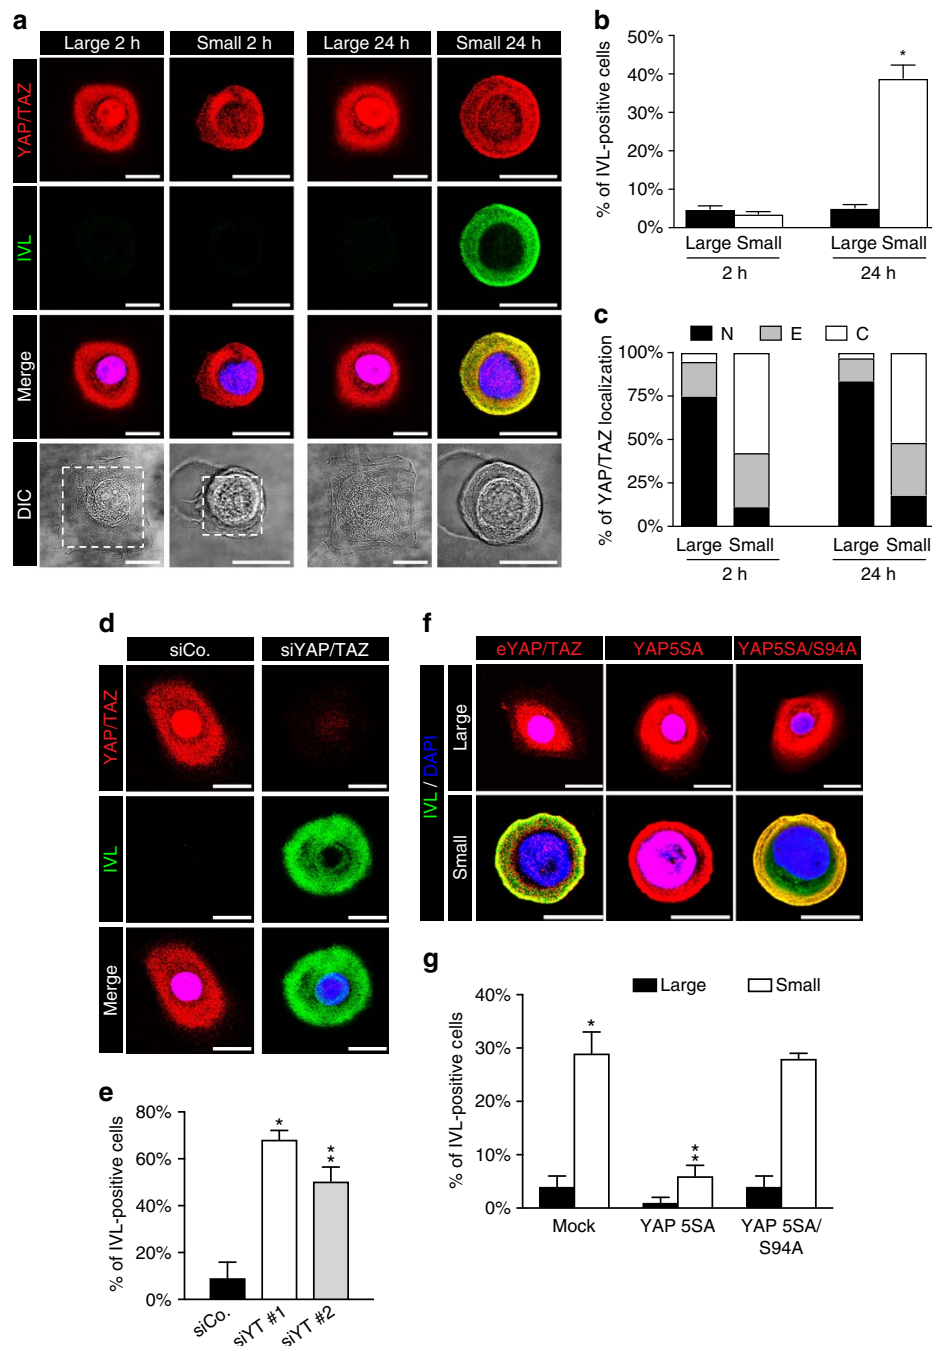 a
Large 2 h
Small 2 h
Large 24 h
Small 24 h
YAP/TAZ
IVL
Merge
DIC
b
% of IVL-positive cells
50%
40%
30%
20%
10%
0%
*
Large Small
Large Small
2 h
24 h
c
N
E
C
% of YAP/TAZ localization
100%
75%
50%
25%
0%
Large Small
Large Small
2 h
24 h
d
siCo.
siYAP/TAZ
YAP/TAZ
IVL
Merge
e
% of IVL-positive cells
80%
60%
40%
20%
0%
*
**
siCo.
siYT #1
siYT #2
f
eYAP/TAZ
YAP5SA
YAP5SA/S94A
IVL / DAPI
Large
Small
g
Large
Small
% of IVL-positive cells
40%
30%
20%
10%
0%
*
**
Mock
YAP 5SA
YAP 5SA/
S94A